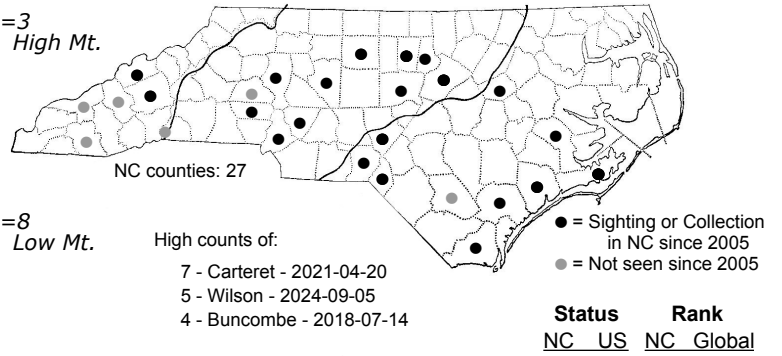 =3
High Mt.
NC counties: 27
=8
Low Mt.
High counts of:
7 - Carteret - 2021-04-20
5 - Wilson - 2024-09-05
4 - Buncombe - 2018-07-14
= Sighting or Collection
in NC since 2005
= Not seen since 2005
Status Rank
NC US NC Global